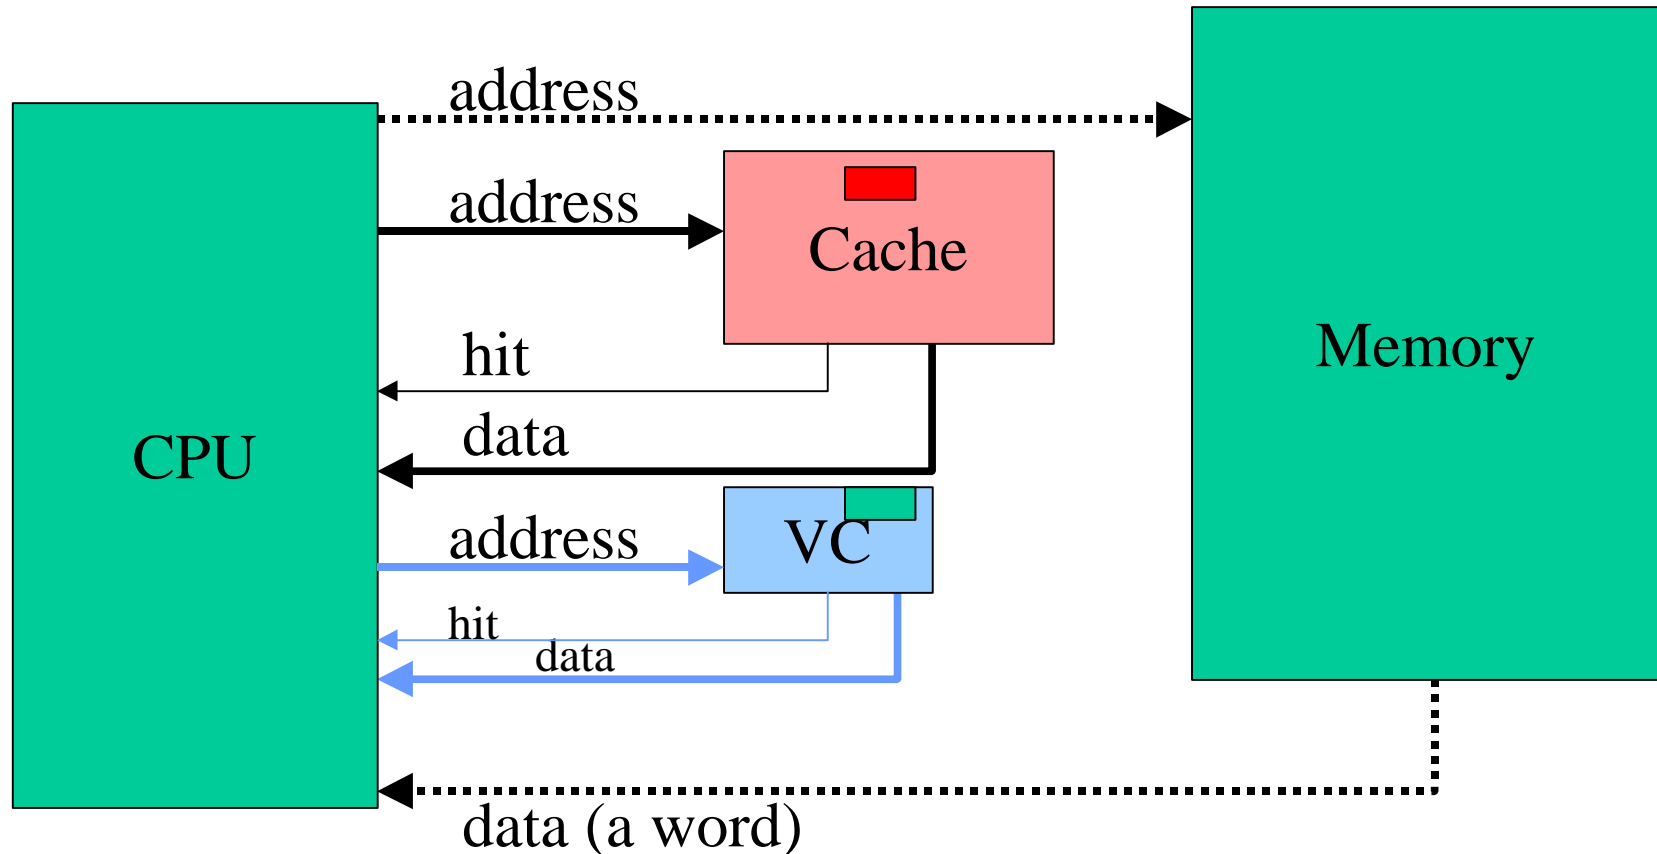 address
address
Cache
hit
Memory
data
CPU
address
VC
hit
data
data (a word)